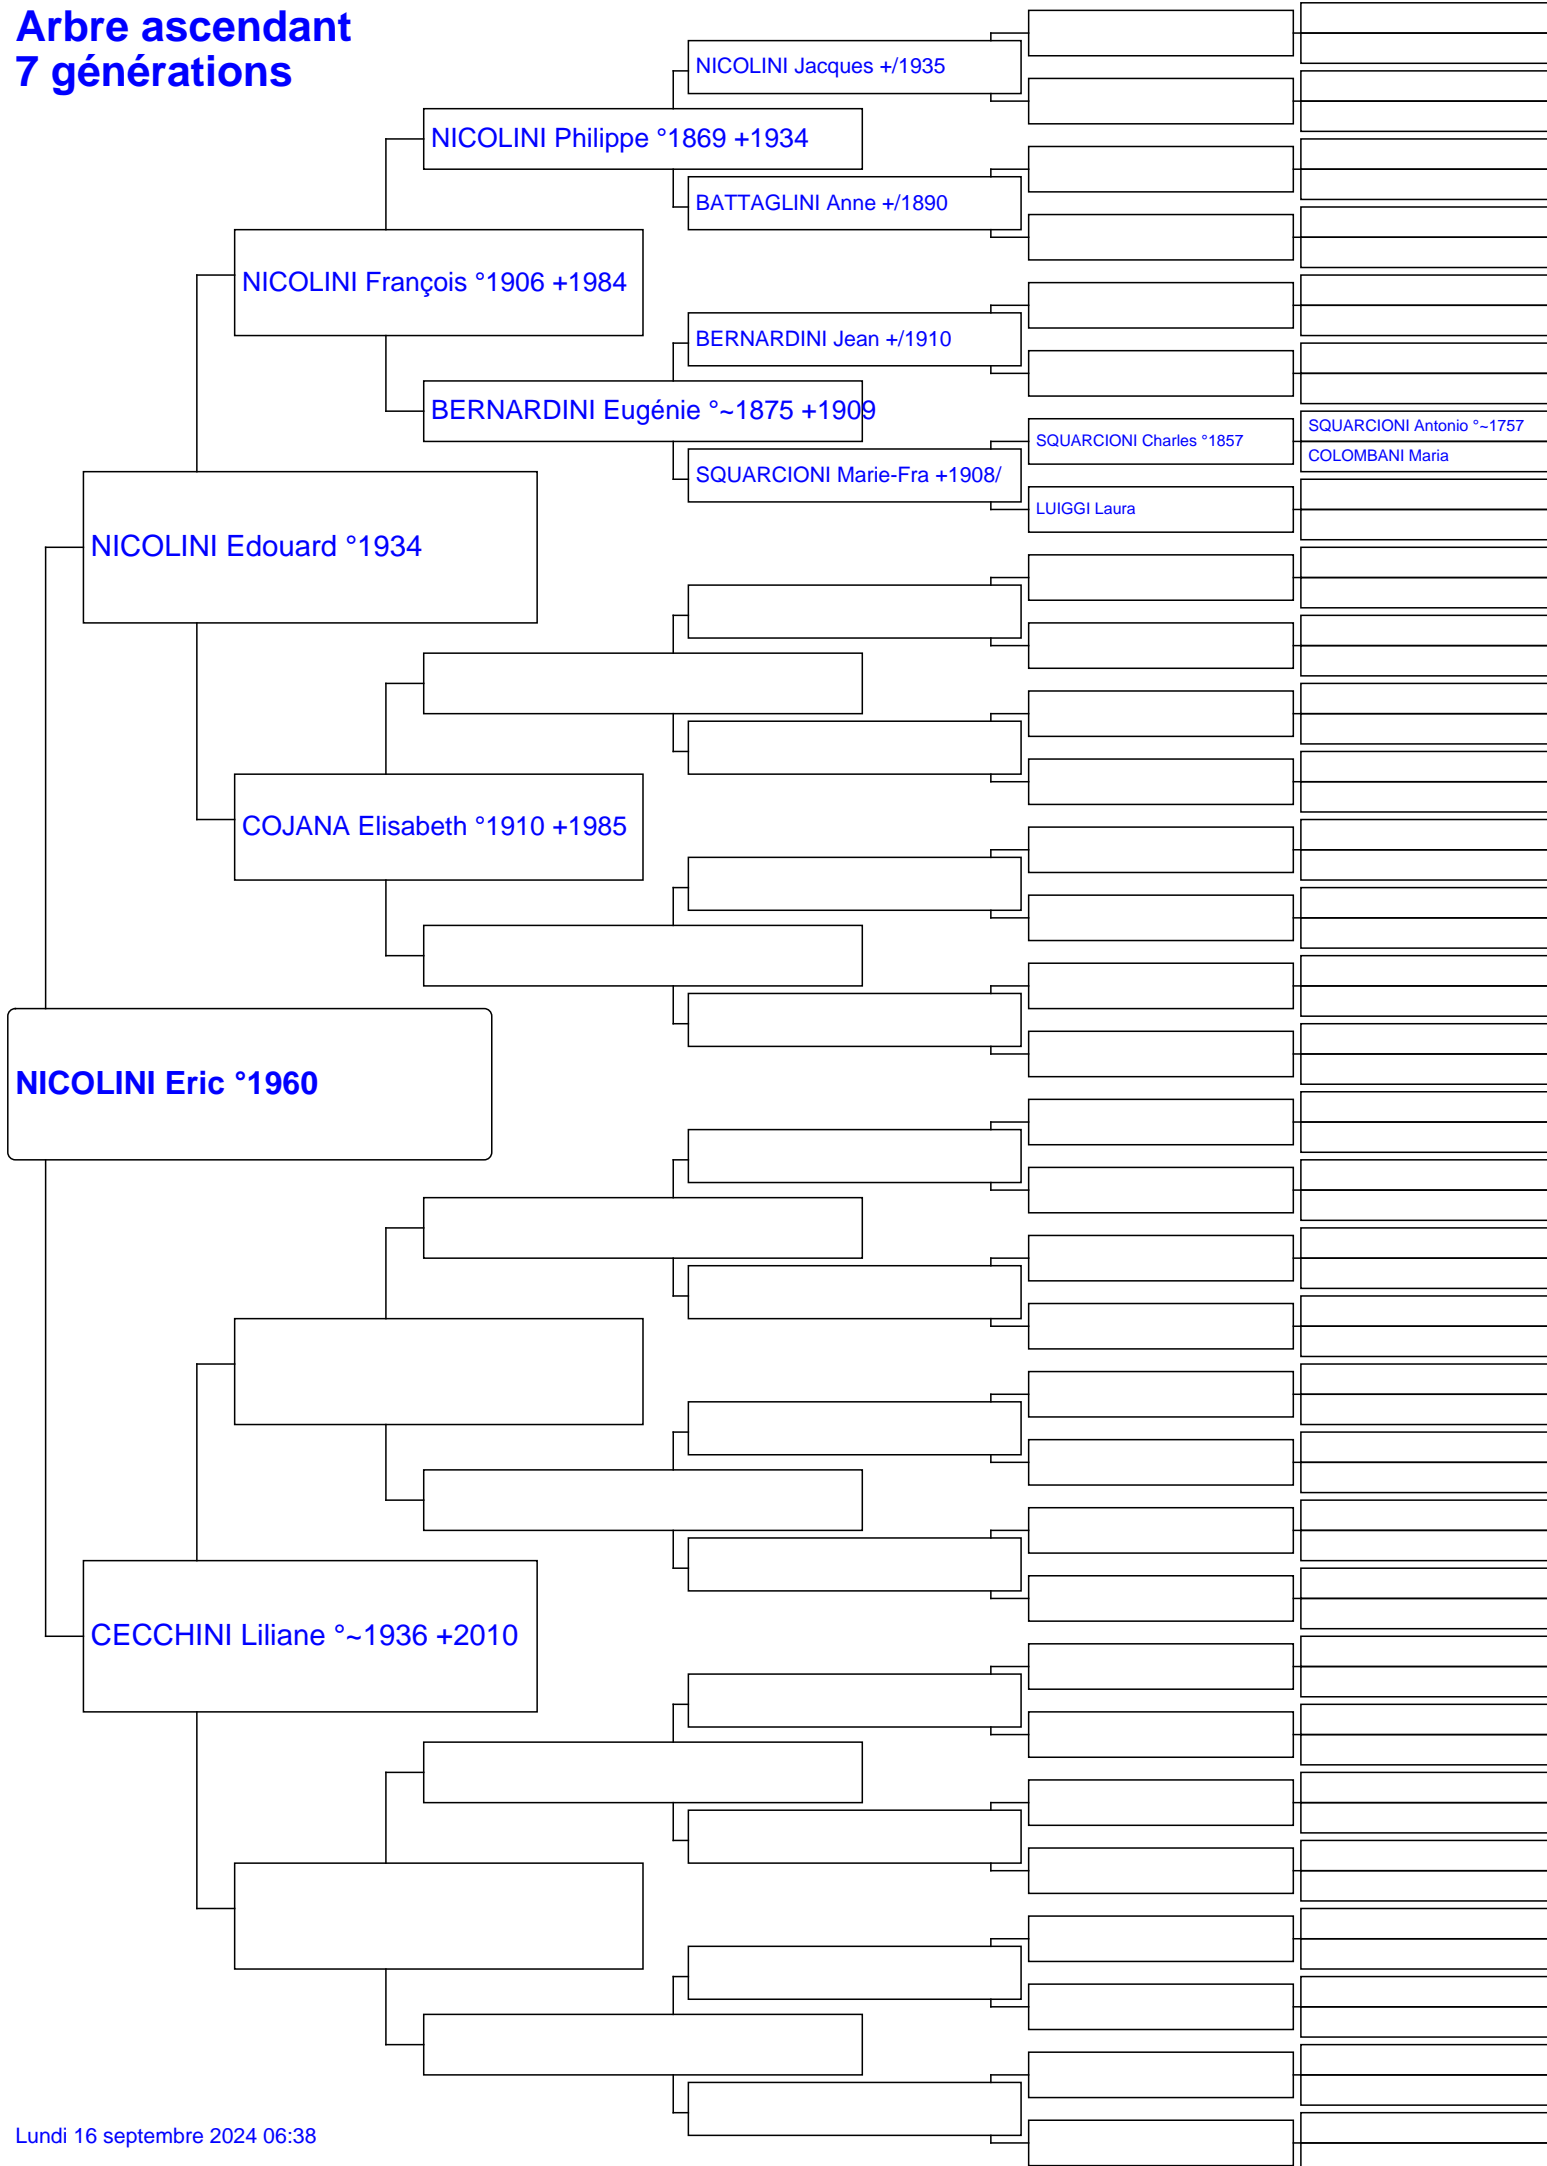 Arbre ascendant
7 générations
NICOLINI Jacques +/1935
NICOLINI Philippe °1869 +1934
BATTAGLINI Anne +/1890
NICOLINI François °1906 +1984
BERNARDINI Jean +/1910
BERNARDINI Eugénie °~1875 +1909
SQUARCIONI Charles °1857
SQUARCIONI Antonio °~1757
COLOMBANI Maria
SQUARCIONI Marie-Fra +1908/
LUIGGI Laura
NICOLINI Edouard °1934
COJANA Elisabeth °1910 +1985
NICOLINI Eric °1960
CECCHINI Liliane °~1936 +2010
Lundi 16 septembre 2024 06:38